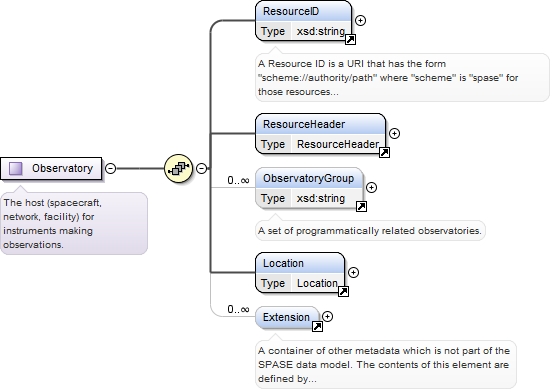 ResourceID
Type xsd:string
A Resource ID is a URI that has the form
"scheme://authority/path" where "scheme" is "spase" for
those resources...
ResourceHeader
Type ResourceHeader
Observatory
The host (spacecraft,
network, facility) for
instruments making
observations.
0..∞
ObservatoryGroup
Type xsd:string
A set of programmatically related observatories.
Location
Type Location
0..∞
Extension
A container of other metadata which is not part of the
SPASE data model. The contents of this element are
defined by...